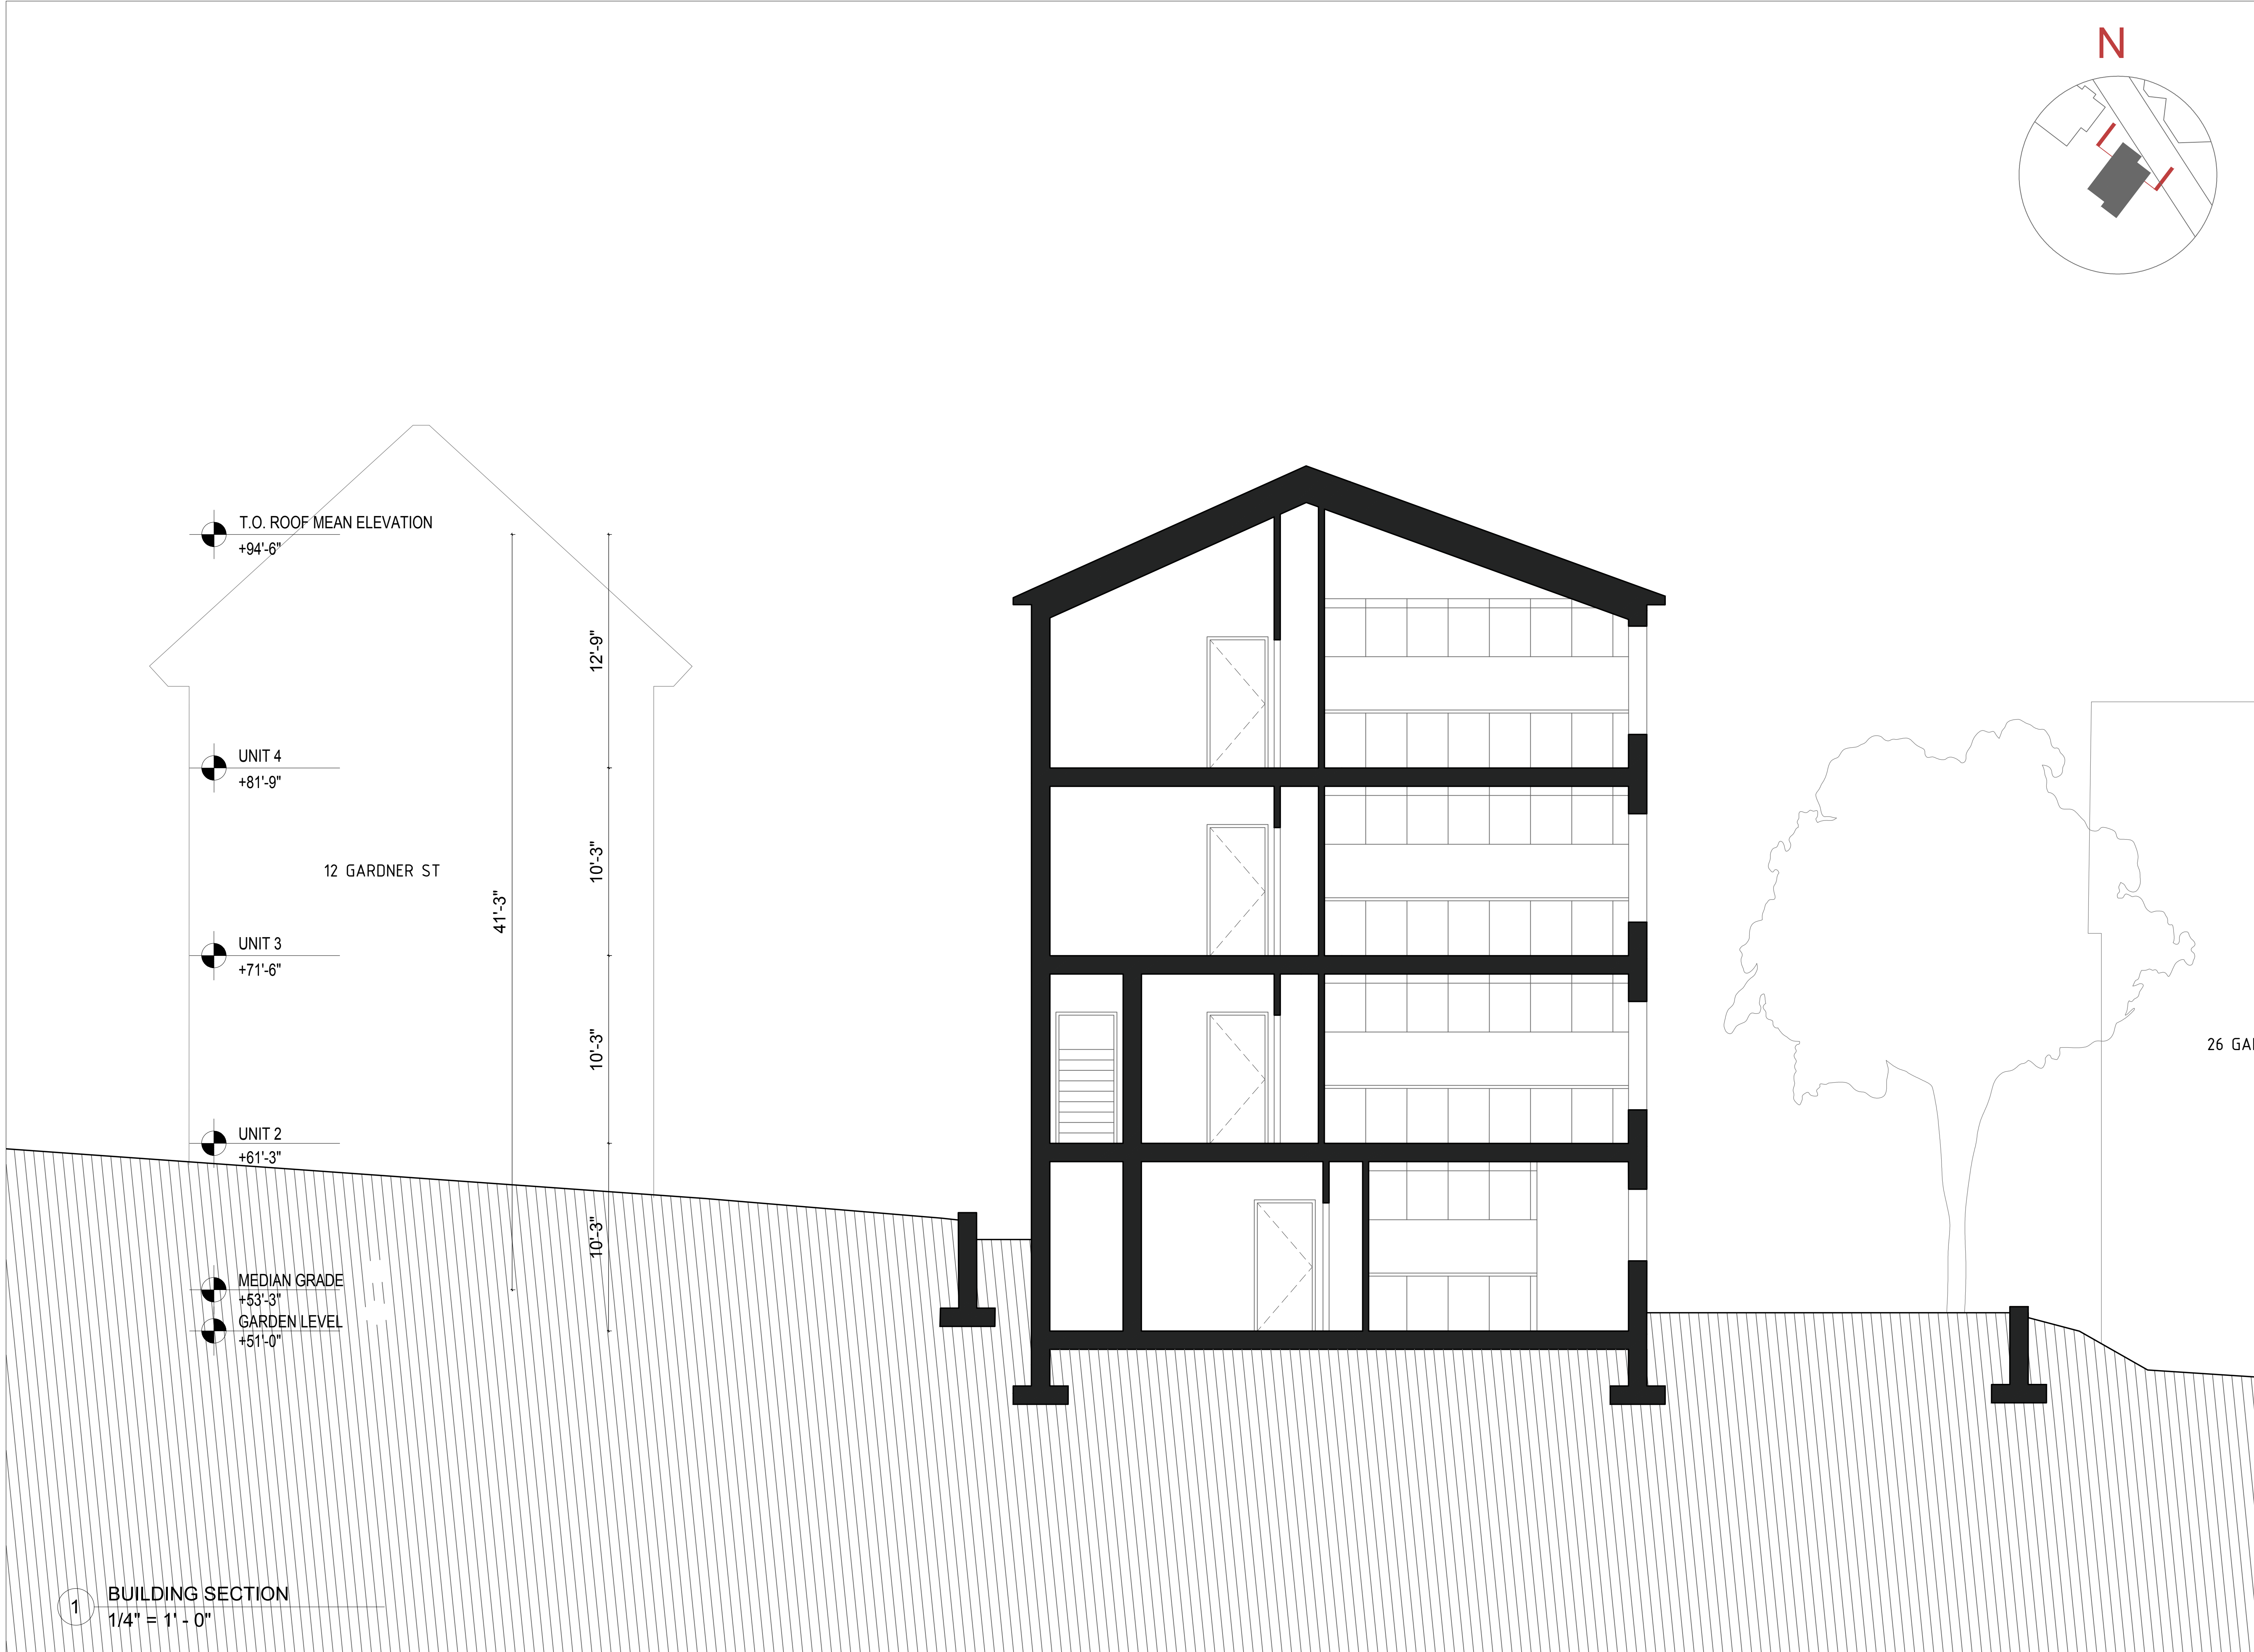 N
T.O. ROOF MEAN ELEVATION
+94'-6"
12'-9"
UNIT 4
+81'-9"
12 GARDNER ST
10'-3"
41'-3"
UNIT 3
+71'-6"
10'-3"
26 GA
UNIT 2
+61'-3"
10'-3"
MEDIAN GRADE
+53'-3"
GARDEN LEVEL
+51'-0"
1
BUILDING SECTION
1/4" = 1' - 0"